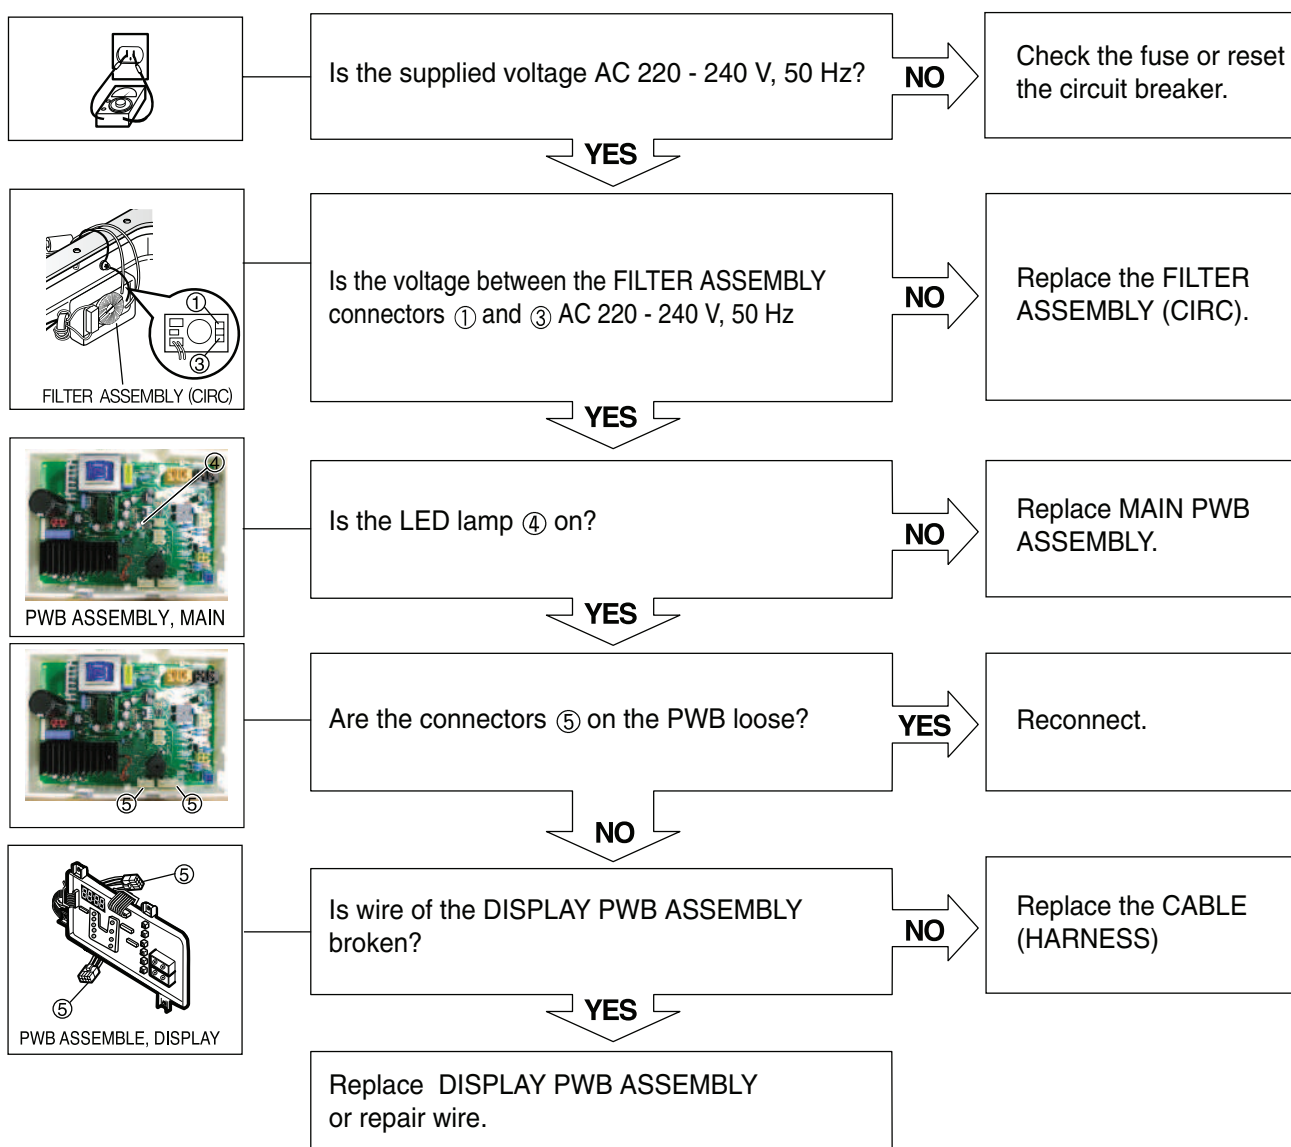 Is the supplied voltage AC 220 - 240 V, 50 Hz?
NO
Check the fuse or reset
the circuit breaker.
YES
①
③
FILTER ASSEMBLY (CIRC)
Is the voltage between the FILTER ASSEMBLY
connectors ① and ③ AC 220 - 240 V, 50 Hz
NO
Replace the FILTER
ASSEMBLY (CIRC).
YES
④
PWB ASSEMBLY, MAIN
Is the LED lamp ④ on?
NO
Replace MAIN PWB
ASSEMBLY.
YES
⑤ ⑤
Are the connectors ⑤ on the PWB loose?
YES
Reconnect.
NO
⑤
⑤
PWB ASSEMBLE, DISPLAY
Is wire of the DISPLAY PWB ASSEMBLY
broken?
NO
Replace the CABLE
(HARNESS)
YES
Replace DISPLAY PWB ASSEMBLY
or repair wire.